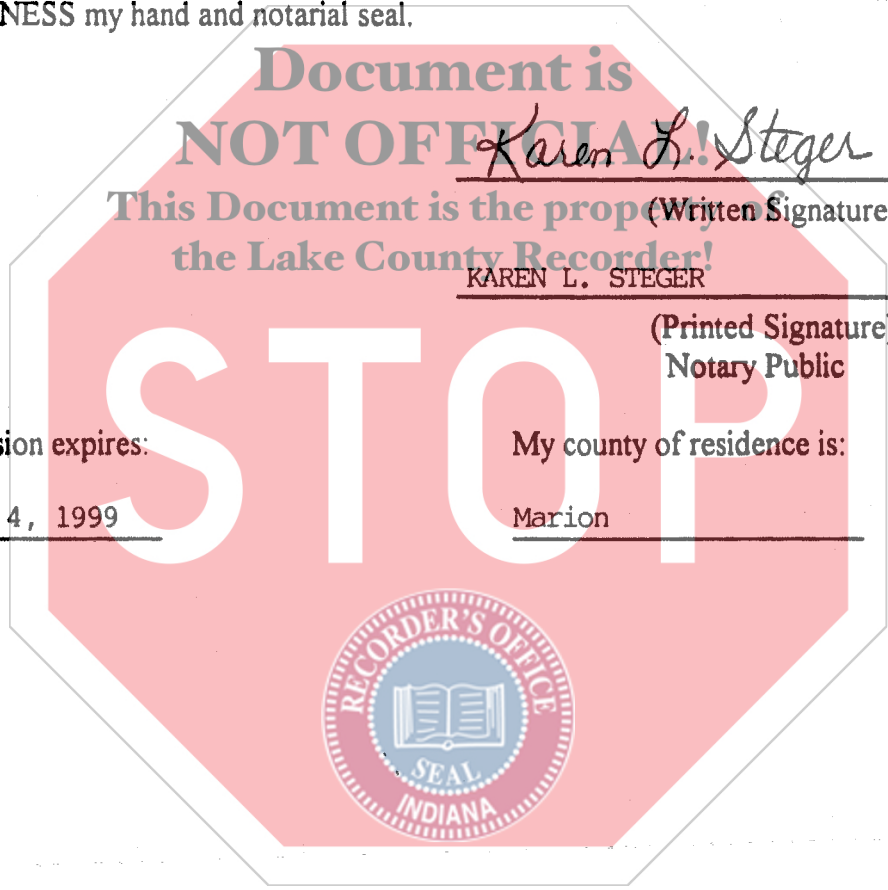 NESS my hand and notarial seal.
Document is
NOT OFFICIAL!
Karen L. Steger
This Document is the property of
(Written Signature
the Lake County Recorder!
KAREN L. STEGER
(Printed Signature)
Notary Public
STOP
sion expires:
My county of residence is:
4, 1999
Marion
RECORDER'S OFFICE
SEAL
INDIANA